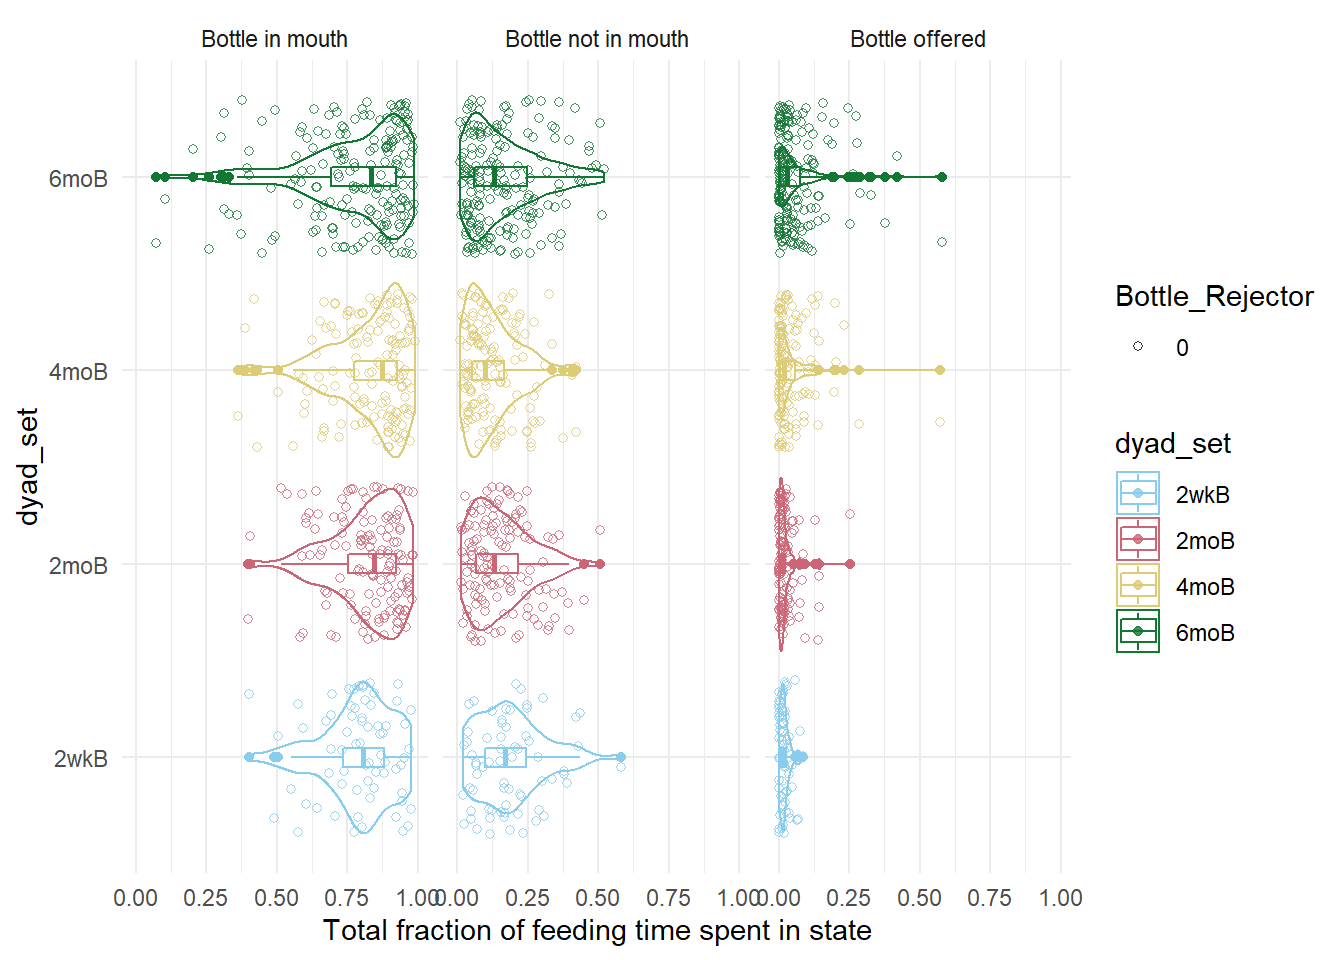 Bottle in mouth
Bottle not in mouth
Bottle offered
dyad_set
6moB
4moB
2moB
2wkB
0.00 0.25 0.50 0.75 1.00
0.00 0.25 0.50 0.75 1.00
0.00 0.25 0.50 0.75 1.00
Total fraction of feeding time spent in state
Bottle_Rejector
0
dyad_set
2wkB
2moB
4moB
6moB